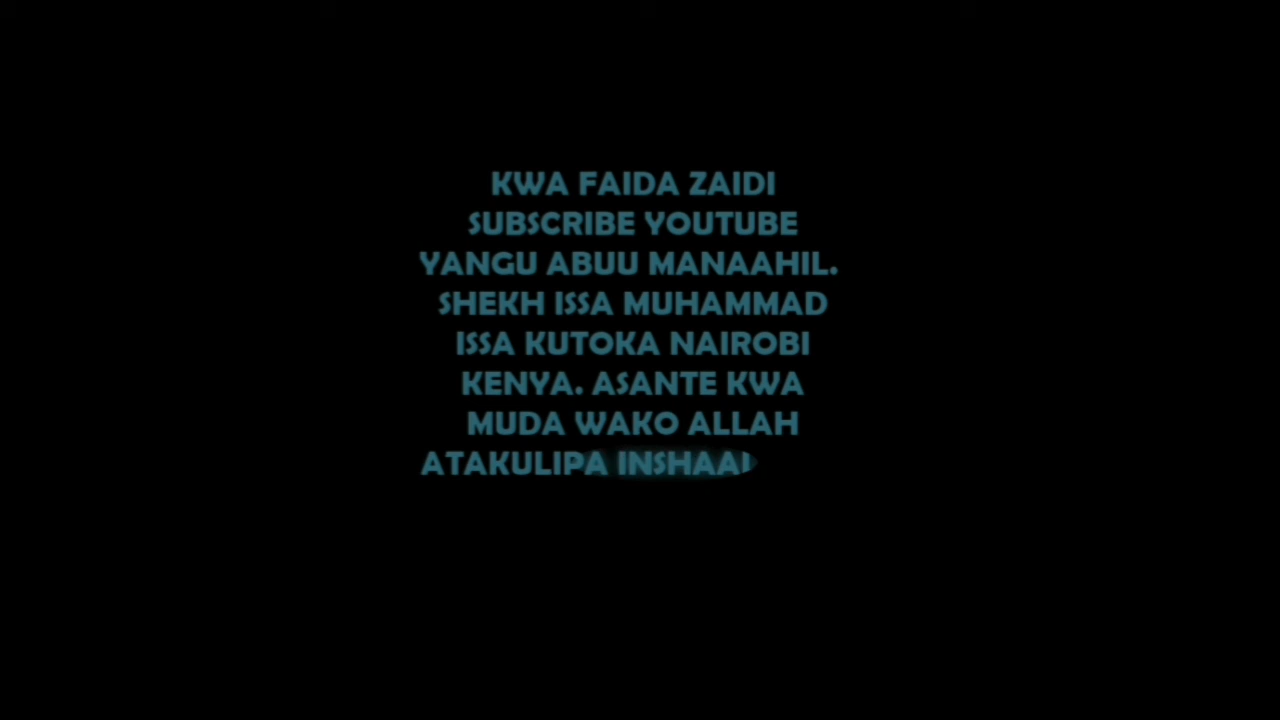 KWA FAIDA ZAIDI
SUBSCRIBE YOUTUBE
YANGU ABUU MANAAHIL.
SHEKH ISSA MUHAMMAD
ISSA KUTOKA NAIROBI
KENYA. ASANTE KWA
MUDA WAKO ALLAH
ATAKULIPA